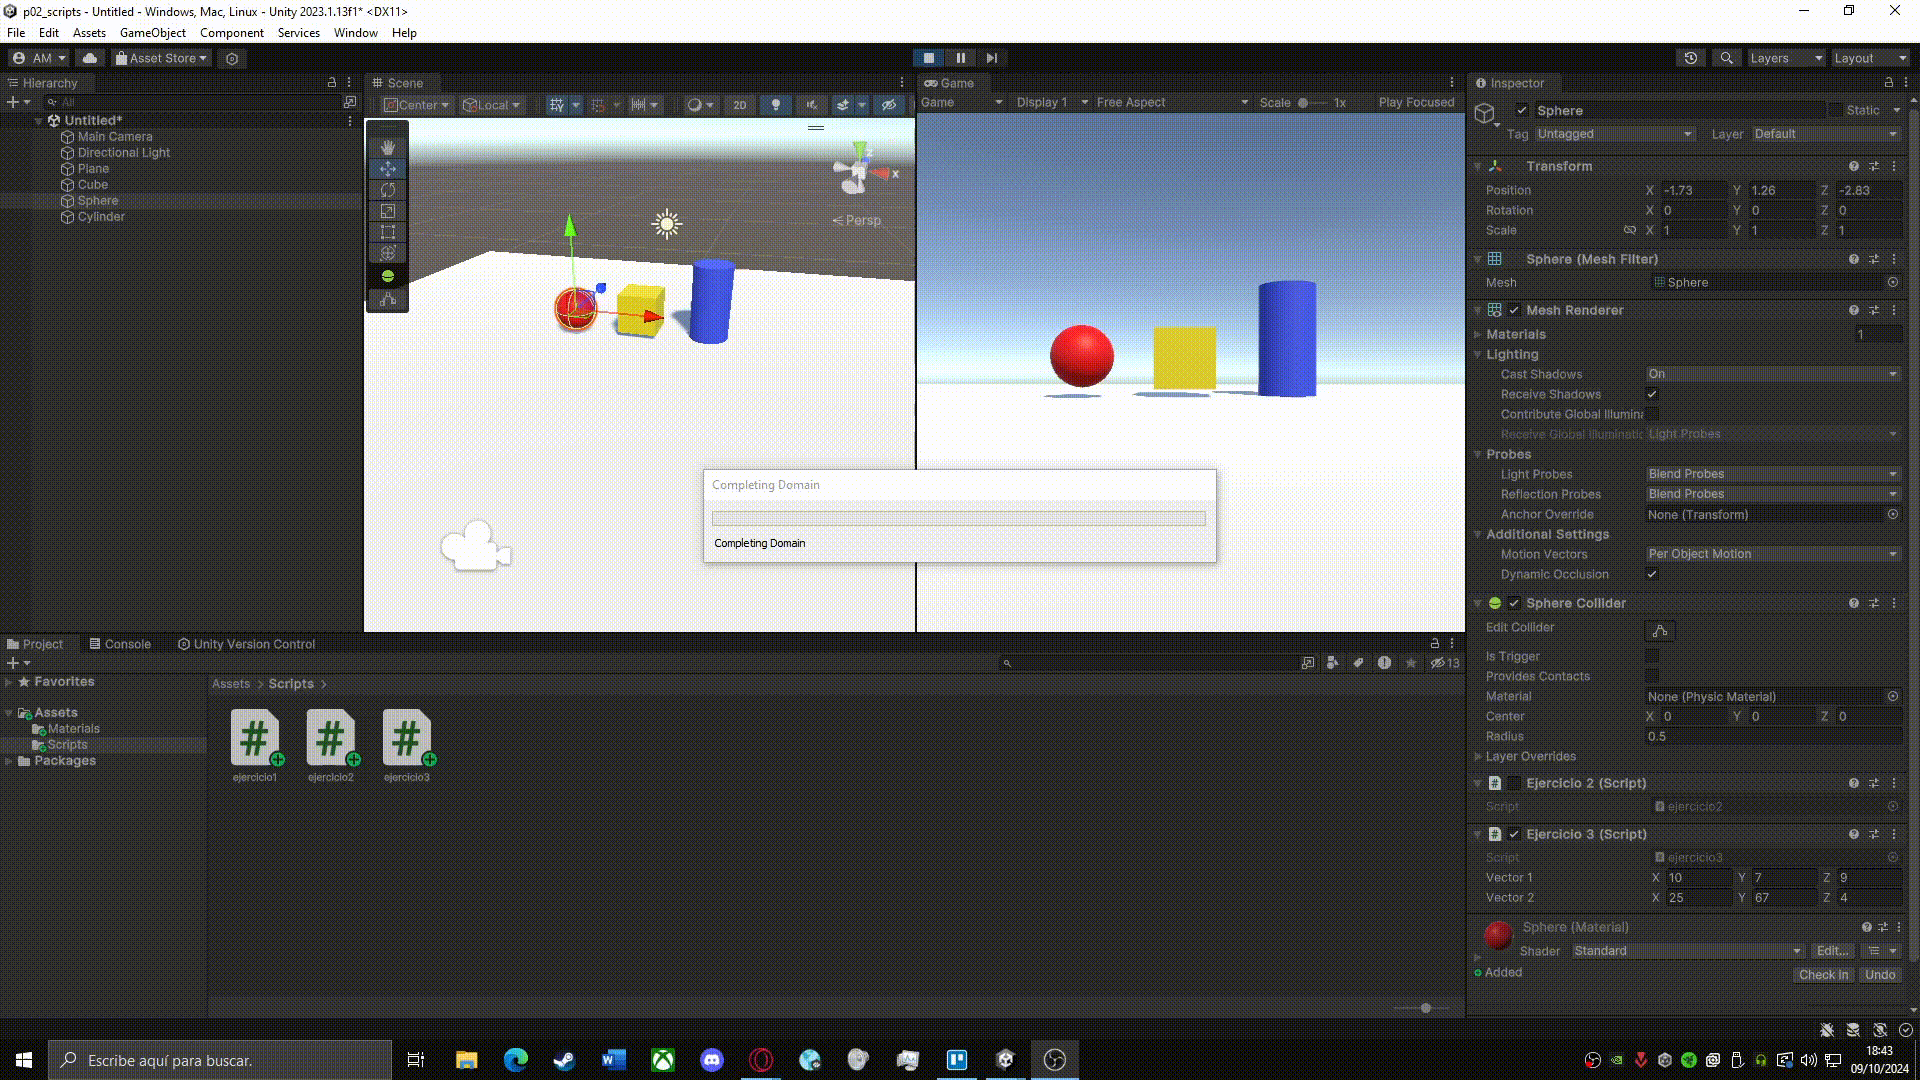 p02_scripts - Untitled - Windows, Mac, Linux - Unity 2023.1.13f1* <DX11>
File Edit Assets GameObject Component Services Window Help
AM Asset Store Layers Layout
Hierarchy
All
Untitled*
Main Camera
Directional Light
Plane
Cube
Sphere
Cylinder
Scene
Center Local 2D
x
z
Persp
Game
Game Display 1 Free Aspect Scale 1x Play Focused
Completing Domain
Completing Domain
Inspector
Sphere Static
Tag Untagged Layer Default
Transform
Position X -1.73 Y 1.26 Z -2.83
Rotation X 0 Y 0 Z 0
Scale X 1 Y 1 Z 1
Sphere (Mesh Filter)
Mesh Sphere
Mesh Renderer
Materials 1
Lighting
Cast Shadows On
Receive Shadows
Contribute Global Illumina
Receive Global Illuminatic Light Probes
Probes
Light Probes Blend Probes
Reflection Probes Blend Probes
Anchor Override None (Transform)
Additional Settings
Motion Vectors Per Object Motion
Dynamic Occlusion
Sphere Collider
Edit Collider
Is Trigger
Provides Contacts
Material None (Physic Material)
Center X 0 Y 0 Z 0
Radius 0.5
Layer Overrides
# Ejercicio 2 (Script)
Script ejercicio2
# Ejercicio 3 (Script)
Script ejercicio3
Vector 1 X 10 Y 7 Z 9
Vector 2 X 25 Y 67 Z 4
Sphere (Material)
Shader Standard Edit...
Added Check In Undo
Project Console Unity Version Control
13
Favorites
Assets
Materials
Scripts
Packages
Assets > Scripts >
# # #
ejercicio1 ejercicio2 ejercicio3
Escribe aquí para buscar.
18:43
09/10/2024